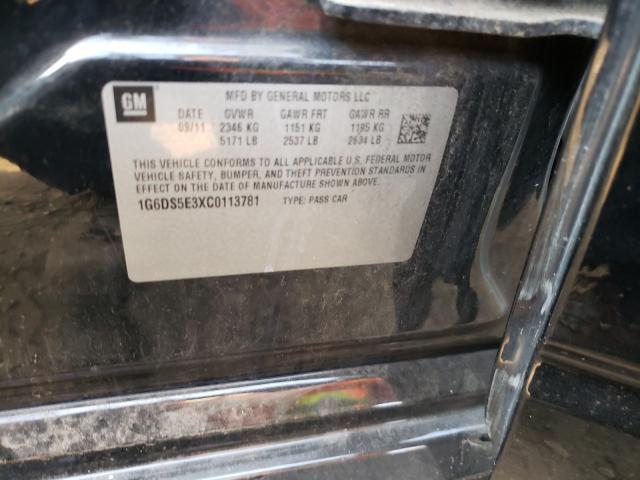 GM
MFD BY GENERAL MOTORS LLC
DATE GVWR GAWR FRT GAWR RR
09/11 2346 KG 1151 KG 1195 KG
5171 LB 2537 LB 2634 LB
THIS VEHICLE CONFORMS TO ALL APPLICABLE U.S. FEDERAL MOTOR
VEHICLE SAFETY, BUMPER, AND THEFT PREVENTION STANDARDS IN
EFFECT ON THE DATE OF MANUFACTURE SHOWN ABOVE.
1G6DS5E3XC0113781 TYPE: PASS CAR